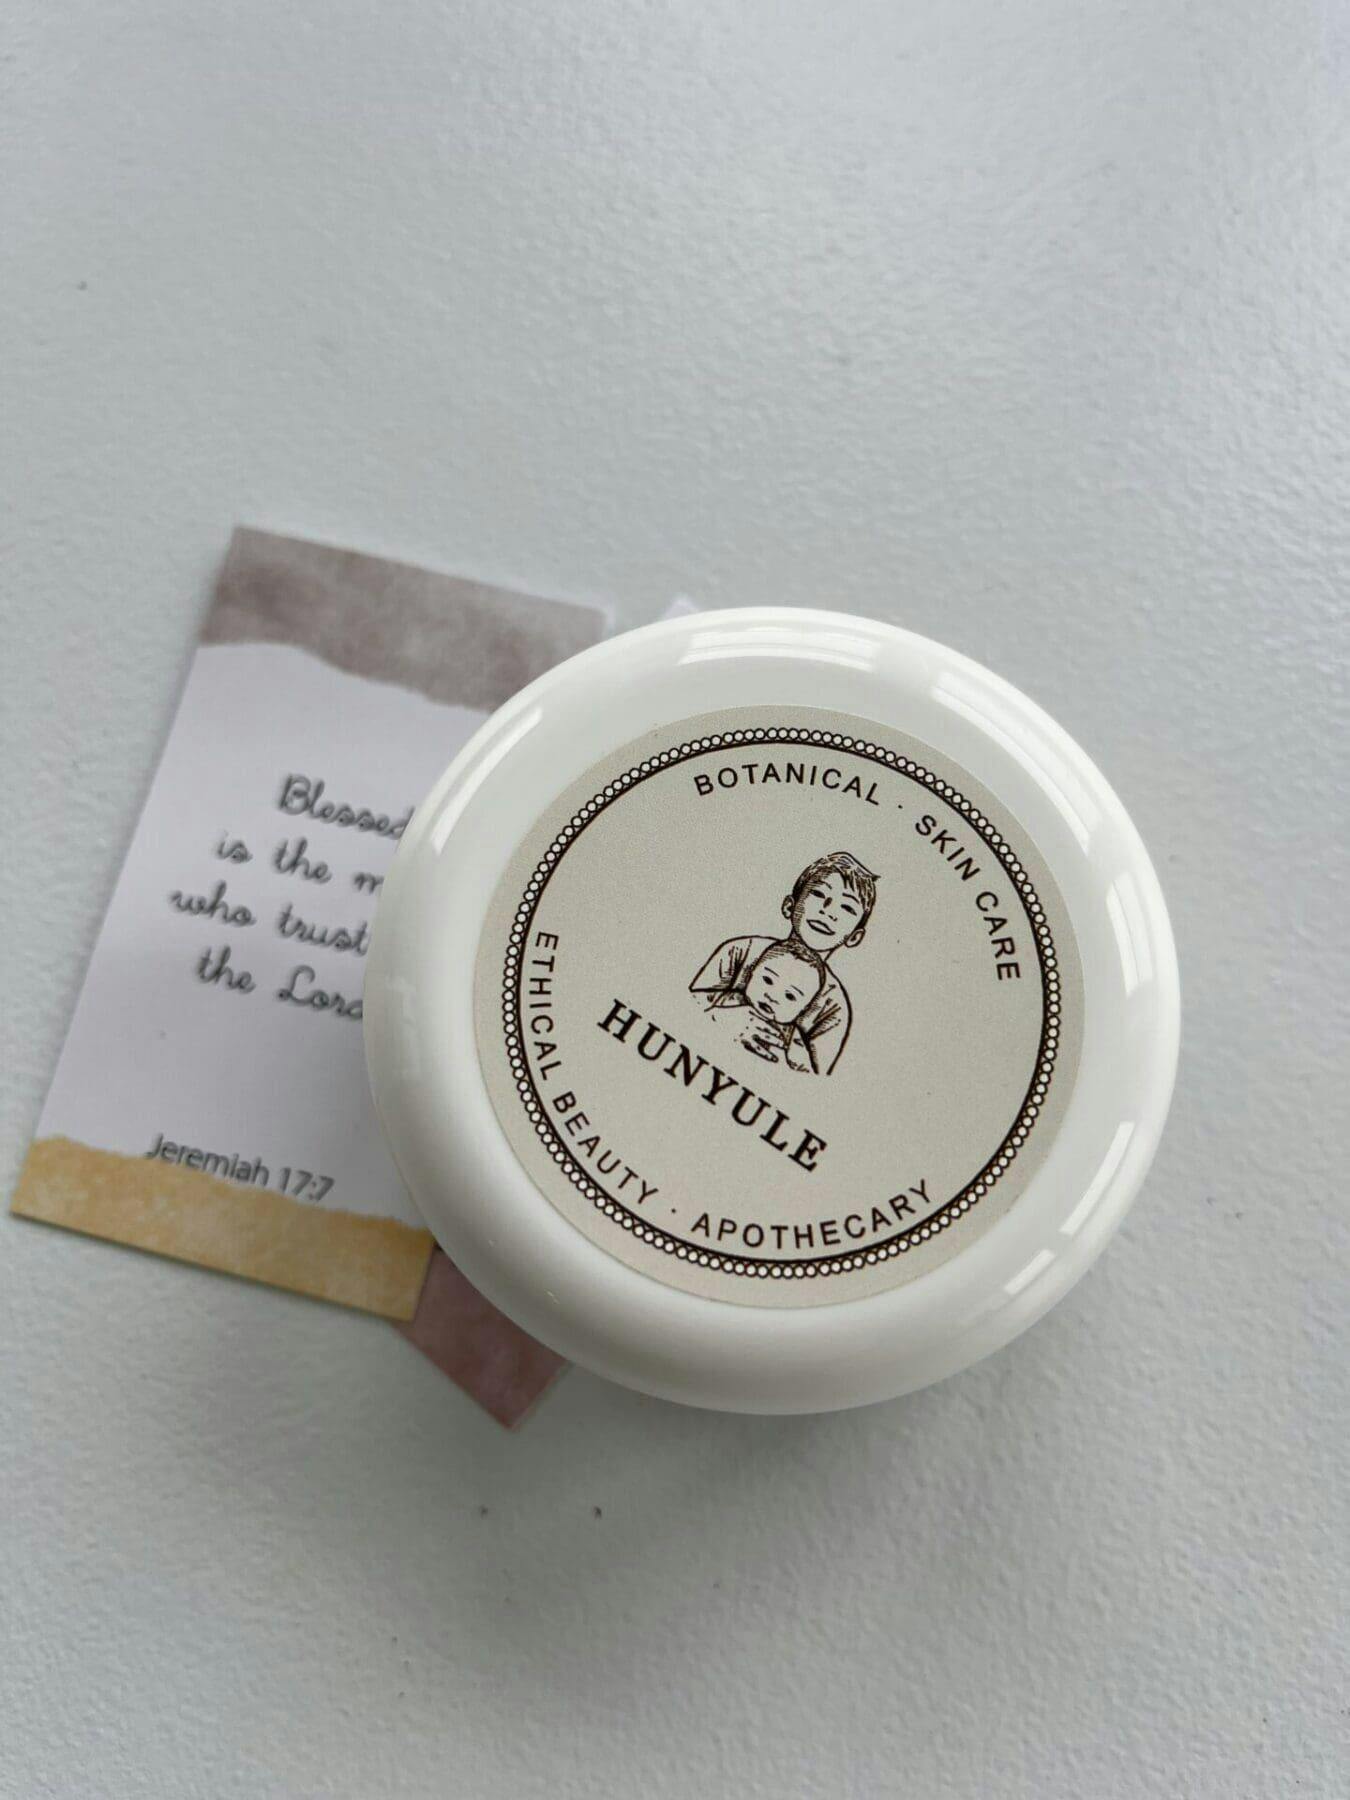 Blessed
is the
who trust
the Lord
Jeremiah 17:7
BOTANICAL · SKIN CARE
HUNYULE
ETHICAL BEAUTY · APOTHECARY